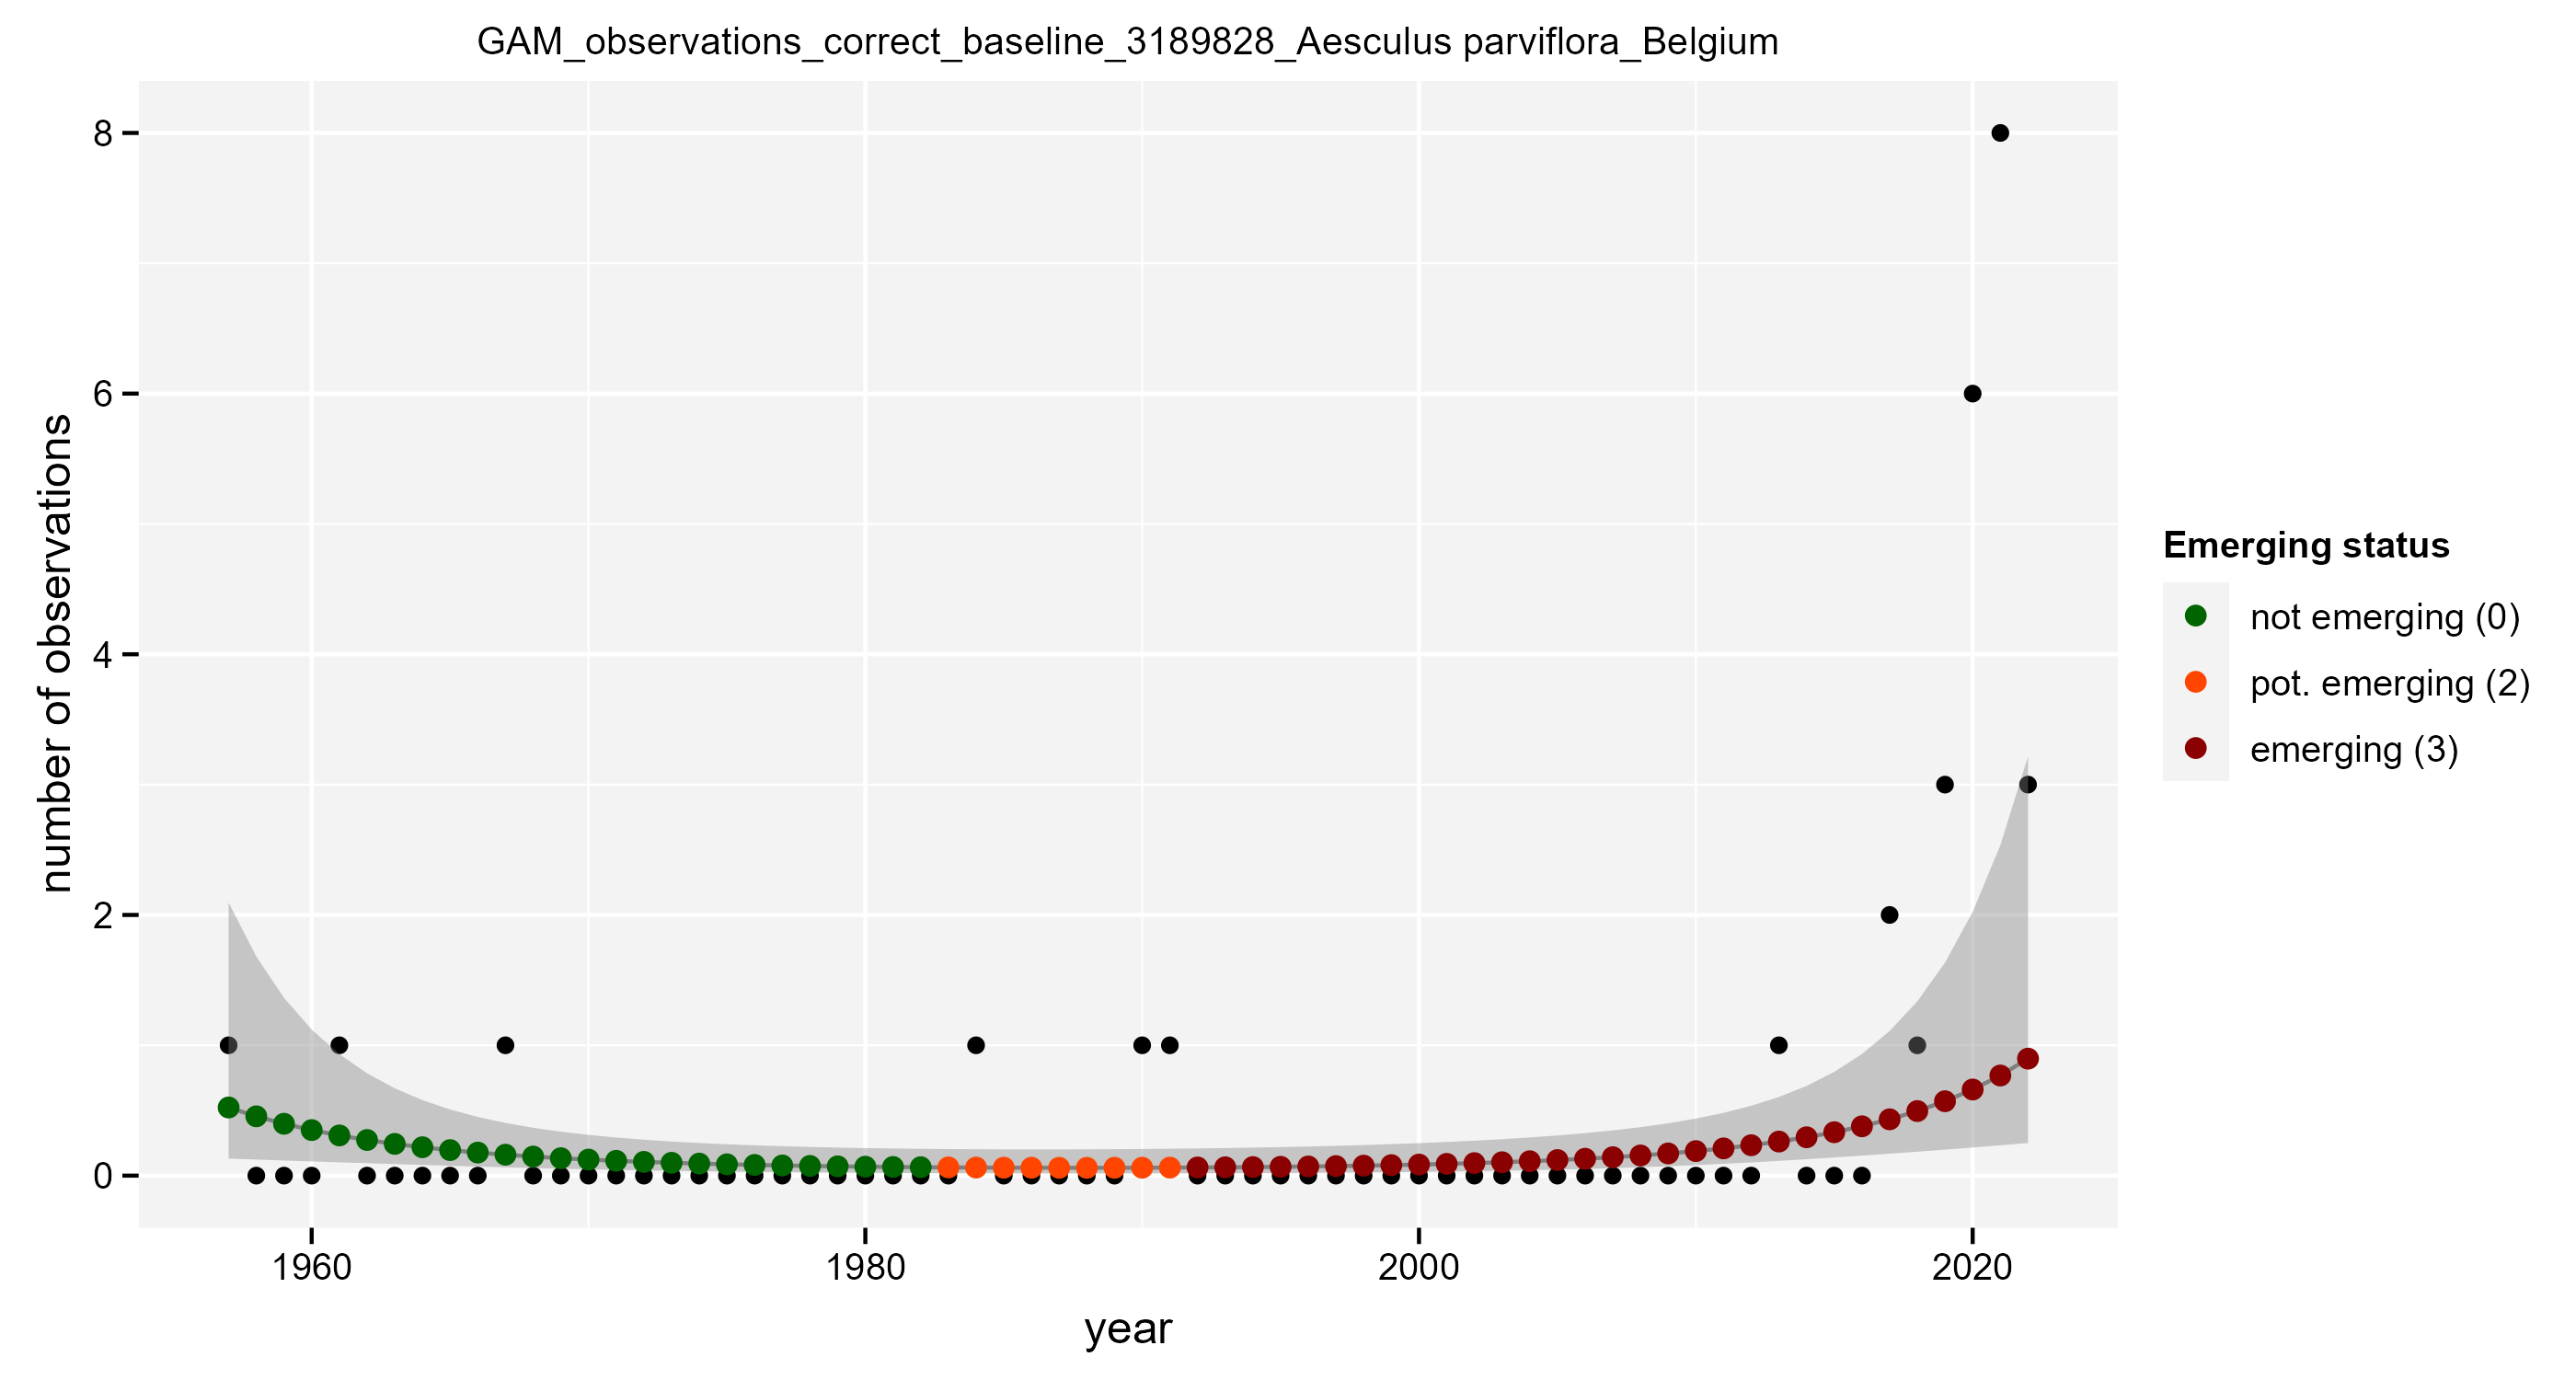 GAM_observations_correct_baseline_3189828_Aesculus parviflora_Belgium
8
6
4
2
0
number of observations
1960
1980
2000
2020
year
Emerging status
not emerging (0)
pot. emerging (2)
emerging (3)